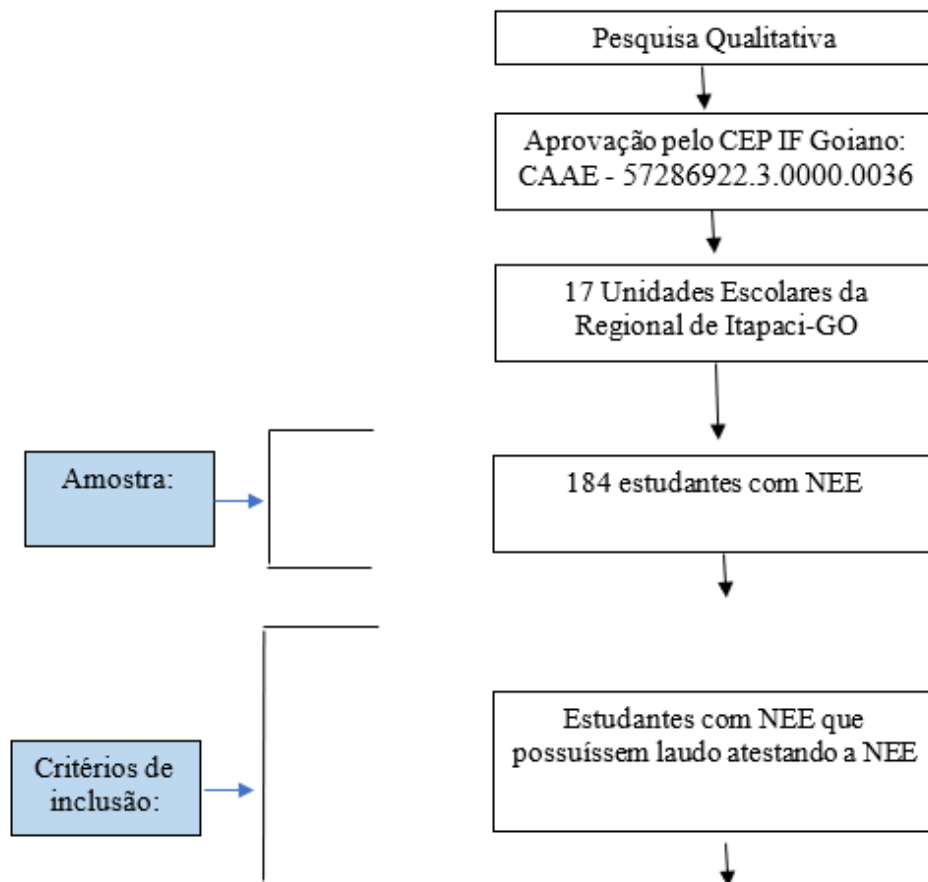 Pesquisa Qualitativa
Aprovação pelo CEP IF Goiano:
CAAE - 57286922.3.0000.0036
17 Unidades Escolares da
Regional de Itapaci-GO
Amostra:
184 estudantes com NEE
Estudantes com NEE que
possuíssem laudo atestando a NEE
Critérios de
inclusão: